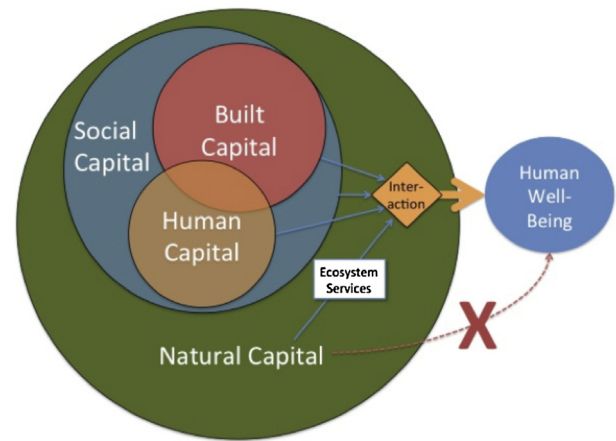 Built
Capital
Social
Capital
Human
Capital
Inter-
action
Human
Well-
Being
Ecosystem
Services
Natural Capital
X